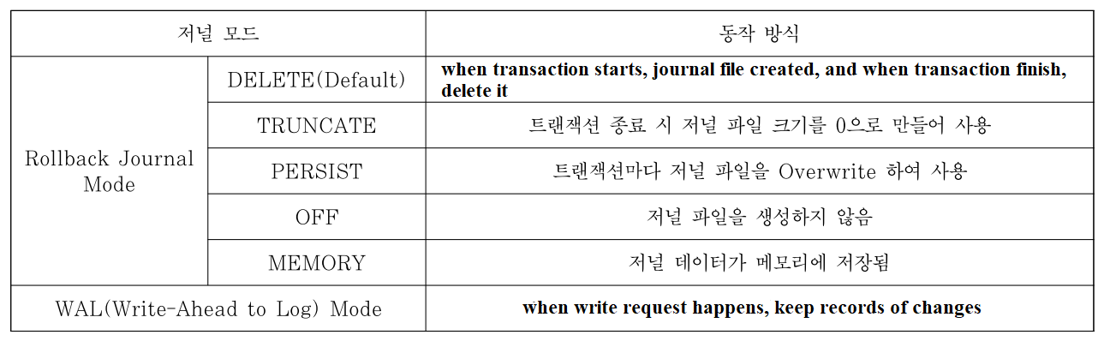 저널 모드
동작 방식
Rollback Journal
Mode
DELETE(Default)
when transaction starts, journal file created, and when transaction finish,
delete it
TRUNCATE
트랜잭션 종료 시 저널 파일 크기를 0으로 만들어 사용
PERSIST
트랜잭션마다 저널 파일을 Overwrite 하여 사용
OFF
저널 파일을 생성하지 않음
MEMORY
저널 데이터가 메모리에 저장됨
WAL(Write-Ahead to Log) Mode
when write request happens, keep records of changes